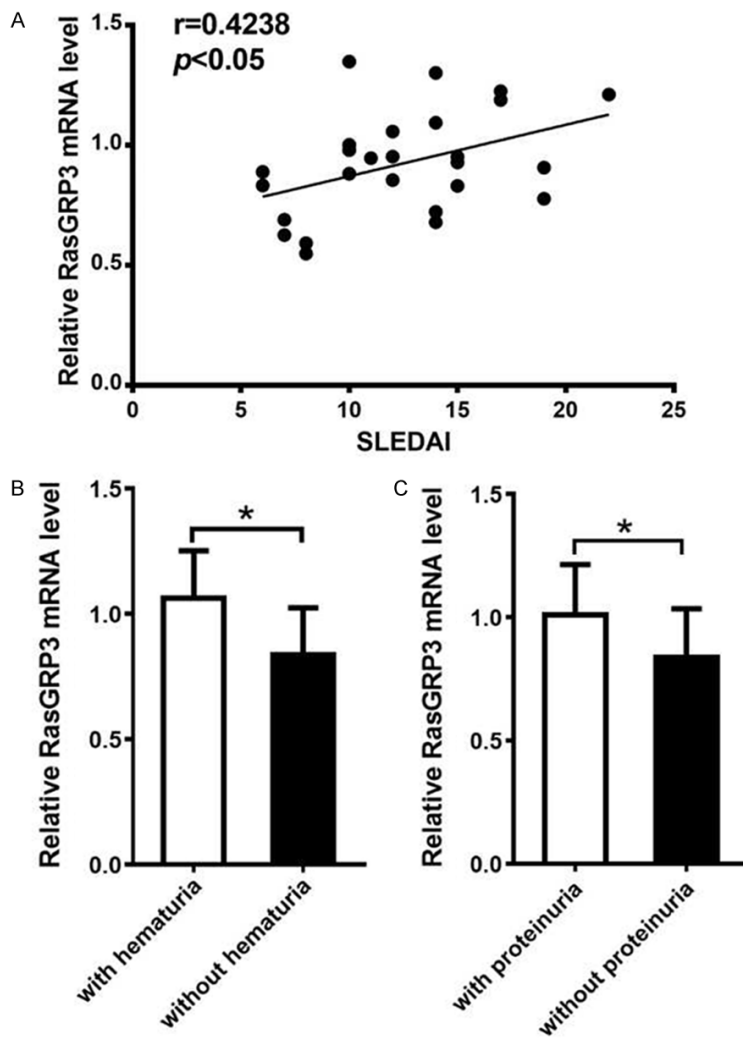 A
r=0.4238
p<0.05
Relative RasGRP3 mRNA level
1.5
1.0
0.5
0.0
0 5 10 15 20 25
SLEDAI
B
Relative RasGRP3 mRNA level
1.5
1.0
0.5
0.0
*
with hematuria
without hematuria
C
Relative RasGRP3 mRNA level
1.5
1.0
0.5
0.0
*
with proteinuria
without proteinuria